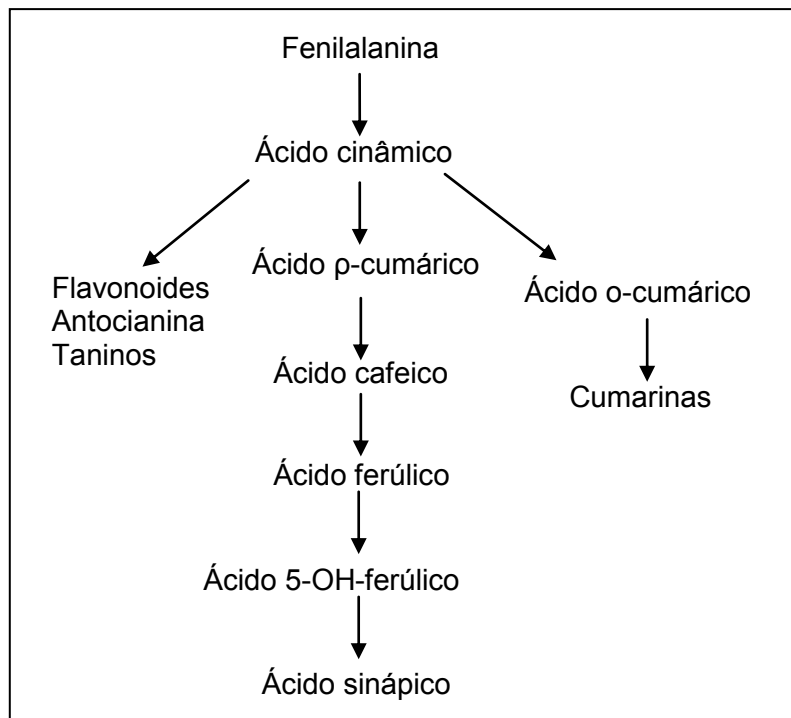 Fenilalanina
Ácido cinâmico
Ácido ρ-cumárico
Flavonoides
Antocianina
Taninos
Ácido o-cumárico
Ácido cafeico
Cumarinas
Ácido ferúlico
Ácido 5-OH-ferúlico
Ácido sinápico